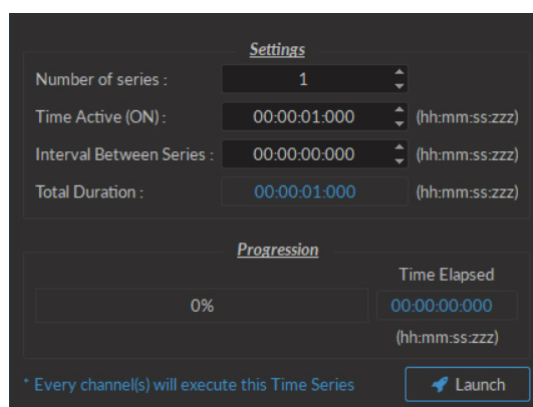 Settings
Number of series : 1
Time Active (ON) : 00:00:01:000 (hh:mm:ss:zzz)
Interval Between Series : 00:00:00:000 (hh:mm:ss:zzz)
Total Duration : 00:00:01:000 (hh:mm:ss:zzz)
Progression
Time Elapsed
0% 00:00:00:000
(hh:mm:ss:zzz)
* Every channel(s) will execute this Time Series Launch